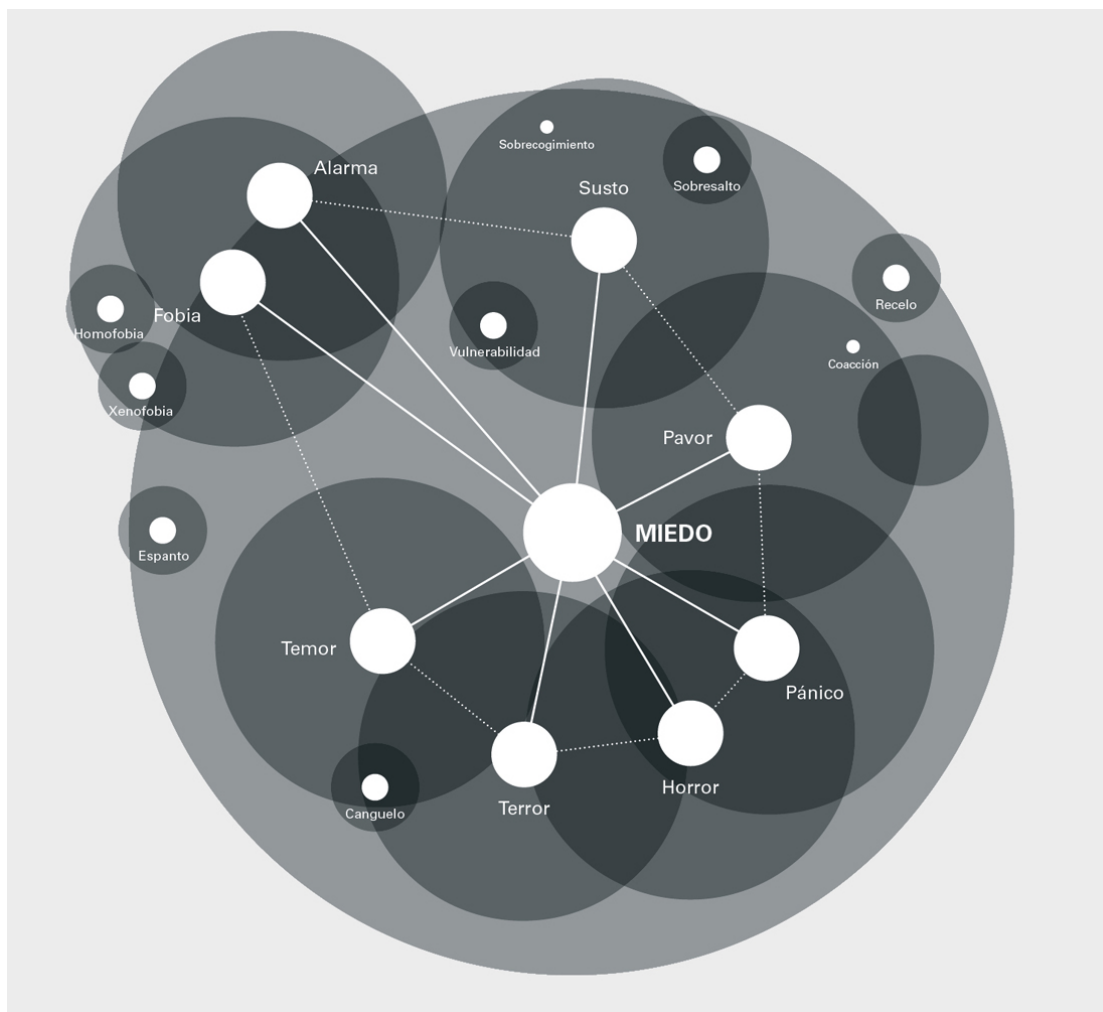 Sobrecogimiento
Alarma
Sobresalto
Susto
Recelo
Fobia
Homofobia
Vulnerabilidad
Coacción
Xenofobia
Pavor
MIEDO
Espanto
Temor
Pánico
Horror
Terror
Canguelo